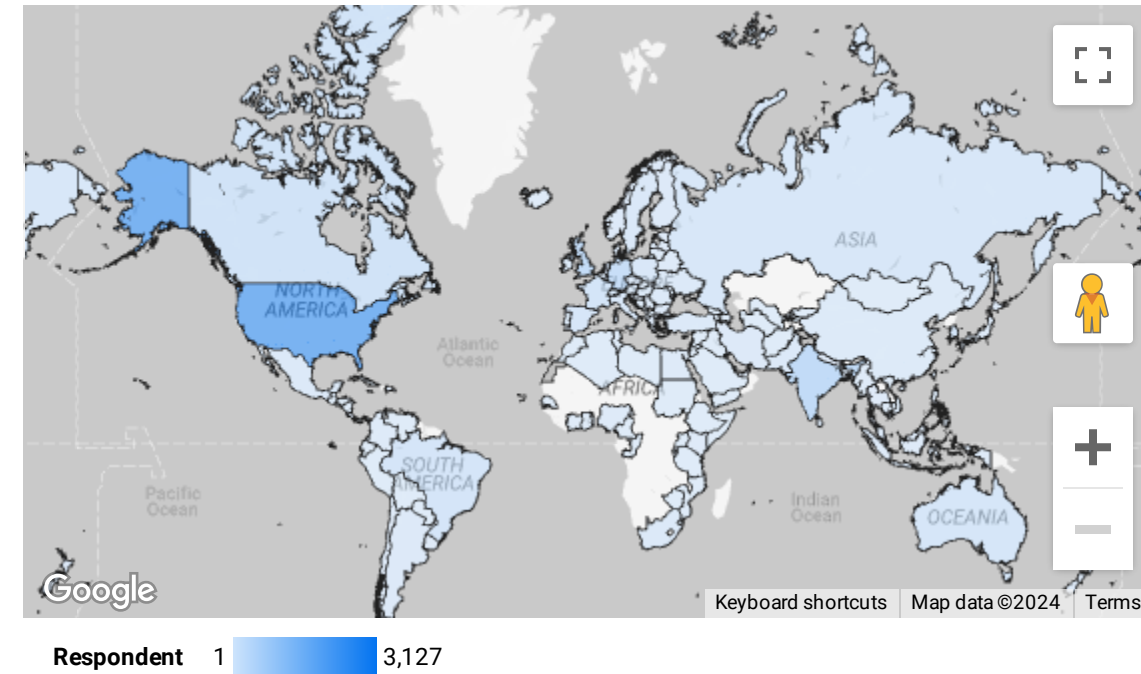 ASIA
NORTH
AMERICA
Atlantic
Ocean
AFRICA
SOUTH
AMERICA
Pacific
Ocean
Indian
Ocean
OCEANIA
Google
Keyboard shortcuts
Map data ©2024
Terms
Respondent 1 3,127